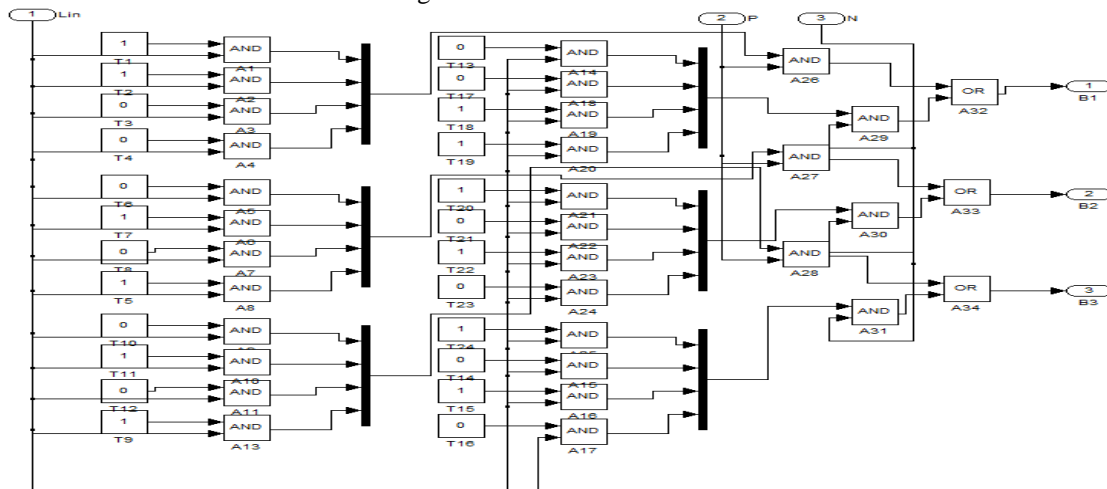 1 Lin
2 P
3 N
1 AND
T1 A1
1 AND
T2 A2
0 AND
T3 A3
0 AND
T4 A4
0 AND
T6 A5
1 AND
T7 A6
0 AND
T8 A7
1 AND
T5 A8
0 AND
T10
1 AND
T11 A10
0 AND
T12 A11
1 AND
T9 A13
0 AND
T13 A14
0 AND
T17 A18
1 AND
T18 A19
1 AND
T19 A20
1 AND
T20 A21
0 AND
T21 A22
1 AND
T22 A23
0 AND
T23 A24
1 AND
T24
0 AND
T14 A15
1 AND
T15 A16
0 AND
T16 A17
AND
A26
AND
A29
AND
A27
AND
A30
AND
A28
AND
A31
OR
A32
1
B1
OR
A33
2
B2
OR
A34
3
B3